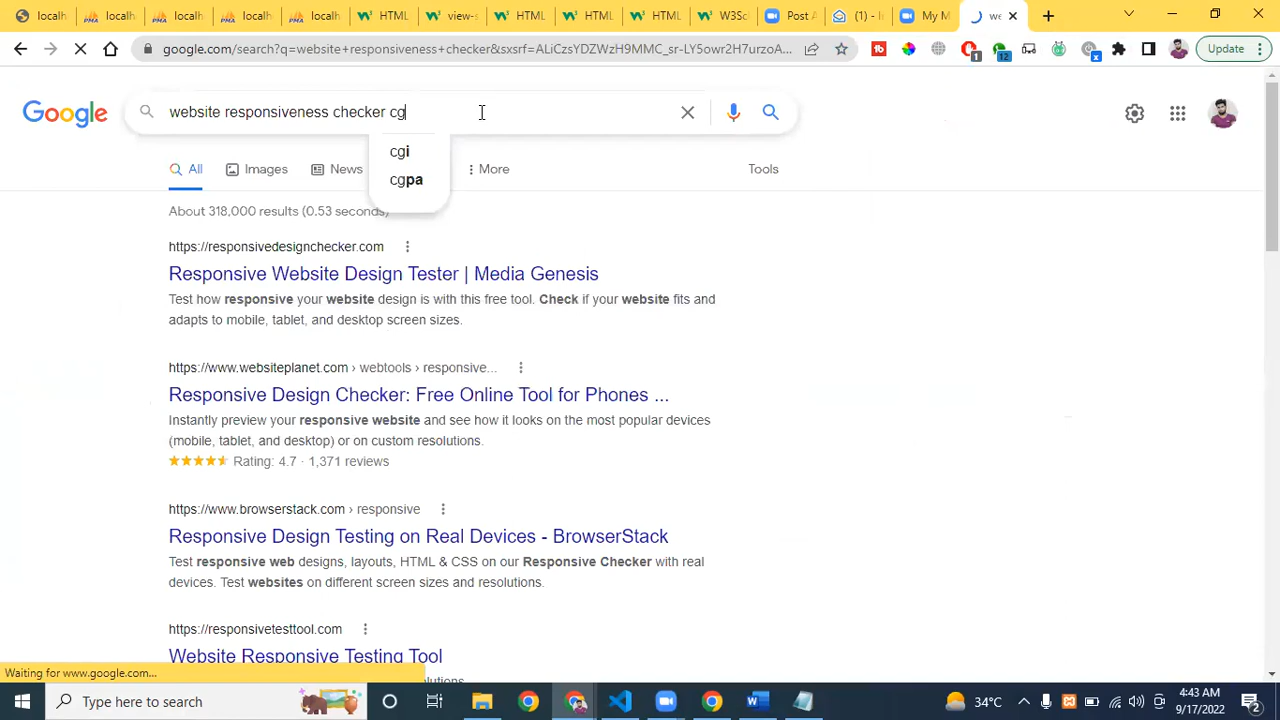 localh
localh
localh
localh
HTML
view-s
HTML
HTML
HTML
W3Sc
Post A
(1) - In
My M
we
google.com/search?q=website+responsiveness+checker&sxsrf=ALiCzsYDZWzH9MMC_sr-LY5owr2H7urzoA...
1
12
x
Update
Google
website responsiveness checker cg
cgi
cgpa
All
Images
News
More
Tools
About 318,000 results (0.53 seconds)
https://responsivedesignchecker.com
Responsive Website Design Tester | Media Genesis
Test how responsive your website design is with this free tool. Check if your website fits and
adapts to mobile, tablet, and desktop screen sizes.
https://www.websiteplanet.com › webtools › responsive...
Responsive Design Checker: Free Online Tool for Phones ...
Instantly preview your responsive website and see how it looks on the most popular devices
(mobile, tablet, and desktop) or on custom resolutions.
Rating: 4.7 · 1,371 reviews
https://www.browserstack.com › responsive
Responsive Design Testing on Real Devices - BrowserStack
Test responsive web designs, layouts, HTML & CSS on our Responsive Checker with real
devices. Test websites on different screen sizes and resolutions.
https://responsivetesttool.com
Website Responsive Testing Tool
Waiting for www.google.com...
Type here to search
34°C
4:43 AM
9/17/2022
2